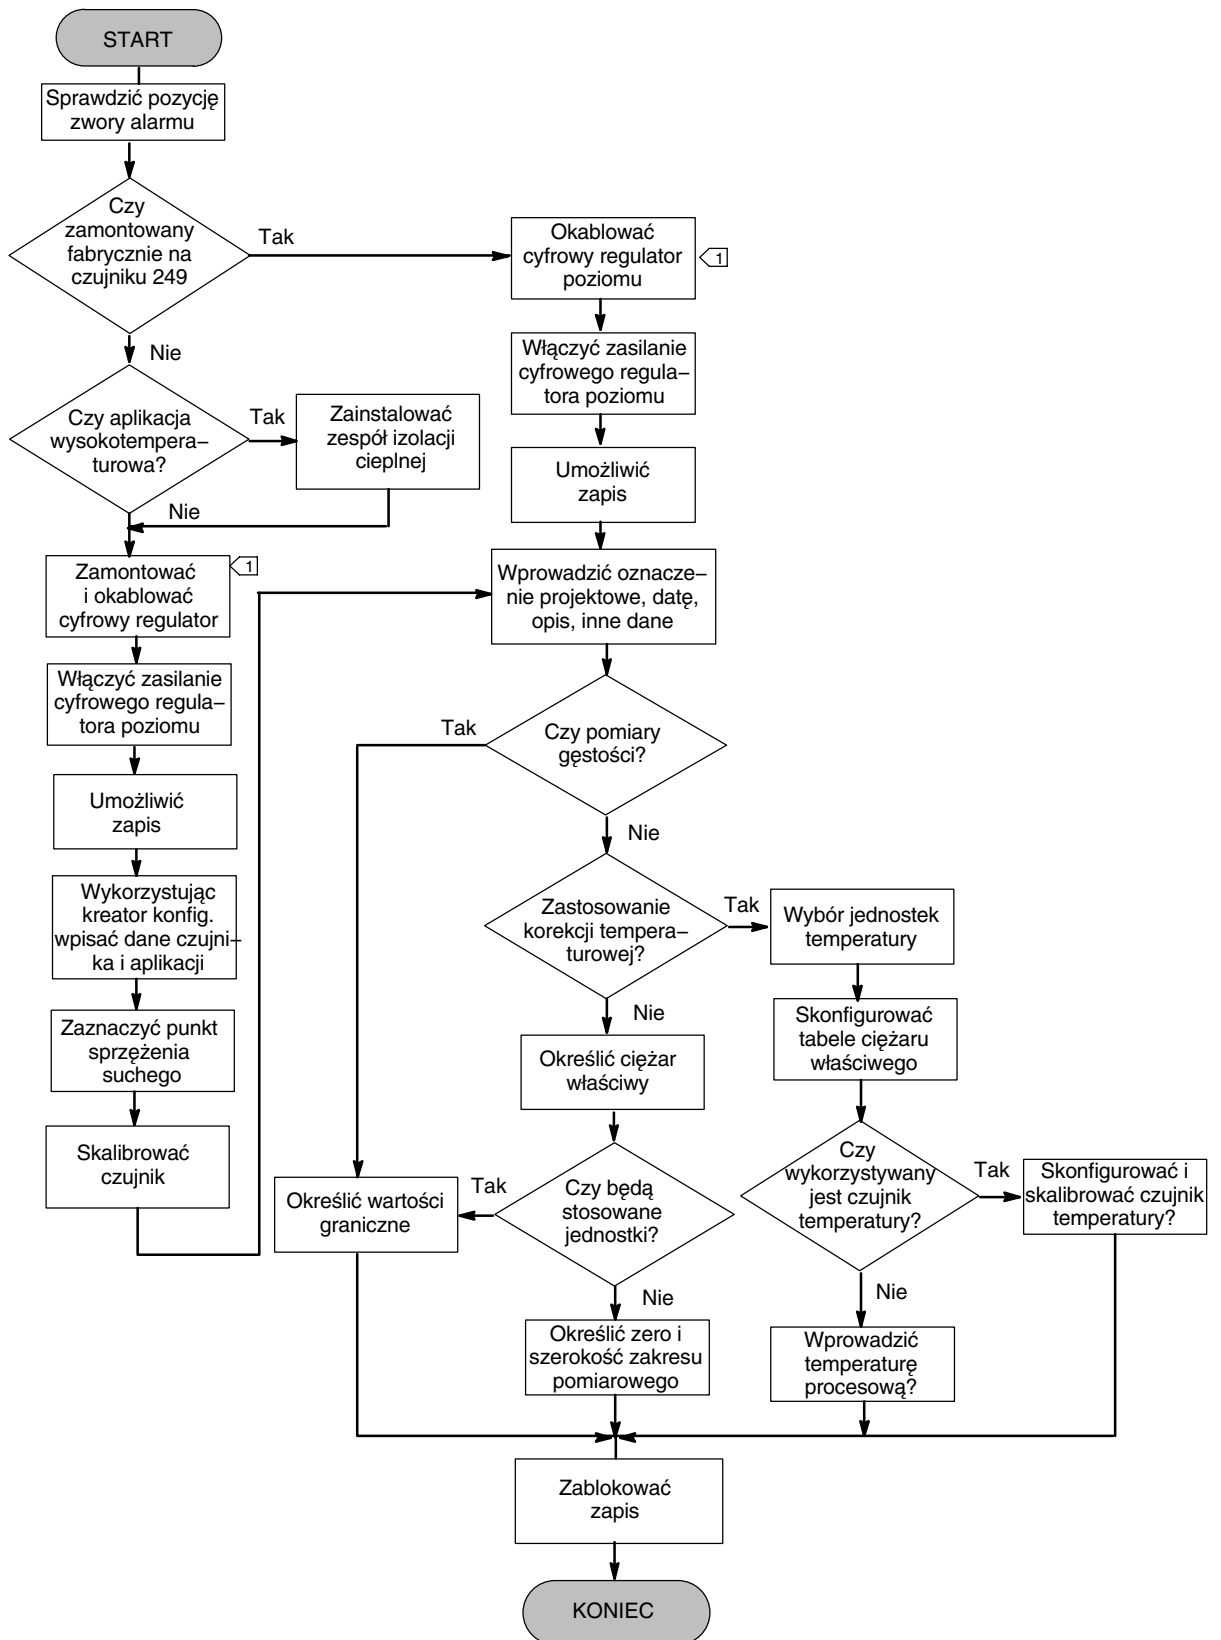 START
Sprawdzić pozycję
zwory alarmu
Czy
zamontowany
fabrycznie na
czujniku 249
Tak
Okablować
cyfrowy regulator
poziomu
1
Nie
Włączyć zasilanie
cyfrowego regula–
tora poziomu
Czy aplikacja
wysokotempera–
turowa?
Tak
Zainstalować
zespół izolacji
cieplnej
Umożliwić
zapis
Nie
Zamontować
i okablować
cyfrowy regulator
1
Wprowadzić oznacze–
nie projektowe, datę,
opis, inne dane
Włączyć zasilanie
cyfrowego regula–
tora poziomu
Tak
Czy pomiary
gęstości?
Umożliwić
zapis
Nie
Wykorzystując
kreator konfig.
wpisać dane czujni–
ka i aplikacji
Zastosowanie
korekcji tempera–
turowej?
Tak
Wybór jednostek
temperatury
Nie
Zaznaczyć punkt
sprzężenia
suchego
Określić ciężar
właściwy
Skonfigurować
tabele ciężaru
właściwego
Skalibrować
czujnik
Określić wartości
graniczne
Tak
Czy będą
stosowane
jednostki?
Czy
wykorzystywany
jest czujnik
temperatury?
Tak
Skonfigurować i
skalibrować czujnik
temperatury?
Nie
Nie
Określić zero i
szerokość zakresu
pomiarowego
Wprowadzić
temperaturę
procesową?
Zablokować
zapis
KONIEC